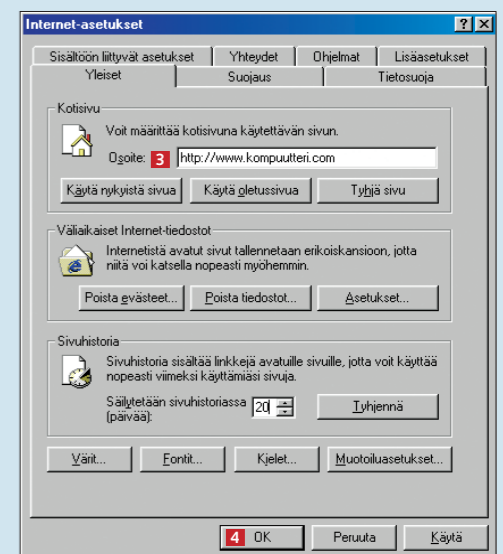 Internet-asetukset
Sisältöön liittyvät asetukset Yhteydet Ohjelmat Lisäasetukset
Yleiset Suojaus Tietosuoja
Kotisivu
Voit määrittää kotisivuna käytettävän sivun.
Osoite: 3 http://www.kompuutteri.com
Käytä nykyistä sivua Käytä oletussivua Tyhjä sivu
Väliaikaiset Internet-tiedostot
Internetistä avatut sivut tallennetaan erikoiskansioon, jotta
niitä voi katsella nopeasti myöhemmin.
Poista evästeet... Poista tiedostot... Asetukset...
Sivuhistoria
Sivuhistoria sisältää linkkejä avatuille sivuille, jotta voit käyttää
nopeasti viimeksi käyttämiäsi sivuja.
Säilytetään sivuhistoriassa
(päivää): 20 Tyhjennä
Värit... Fontit... Kielet... Muotoiluasetukset...
4 OK Peruuta Käytä